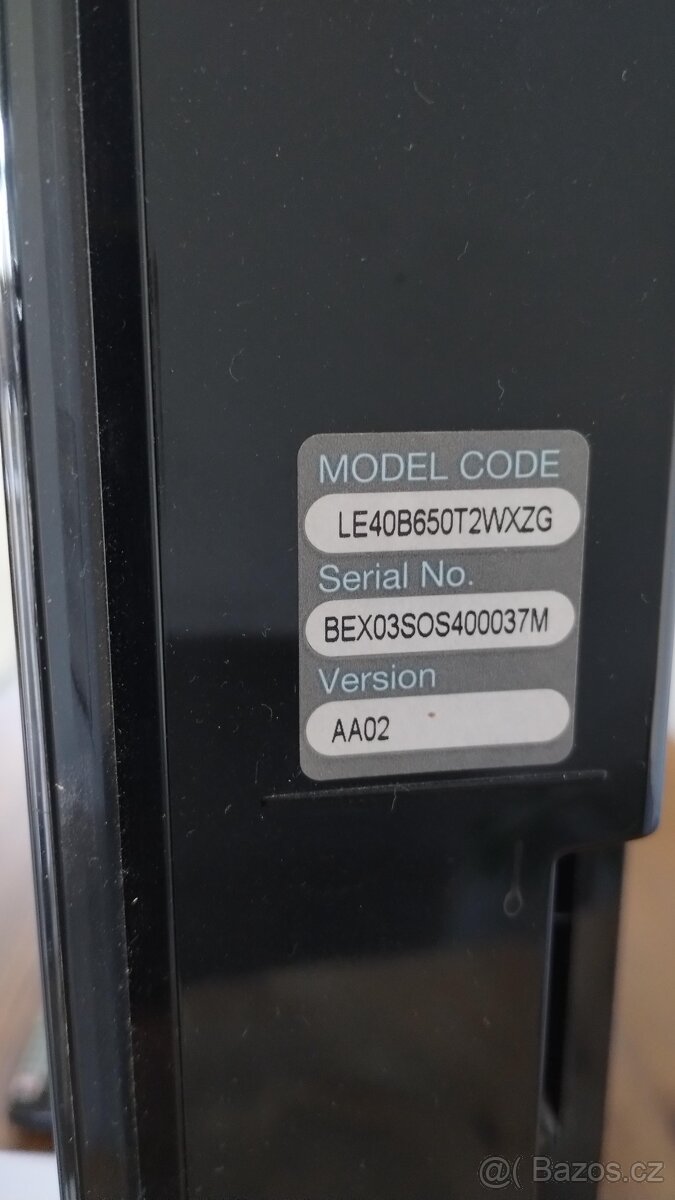 MODEL CODE
LE40B650T2WXZG
Serial No.
BEX03SOS400037M
Version
AA02
@( Bazos.cz